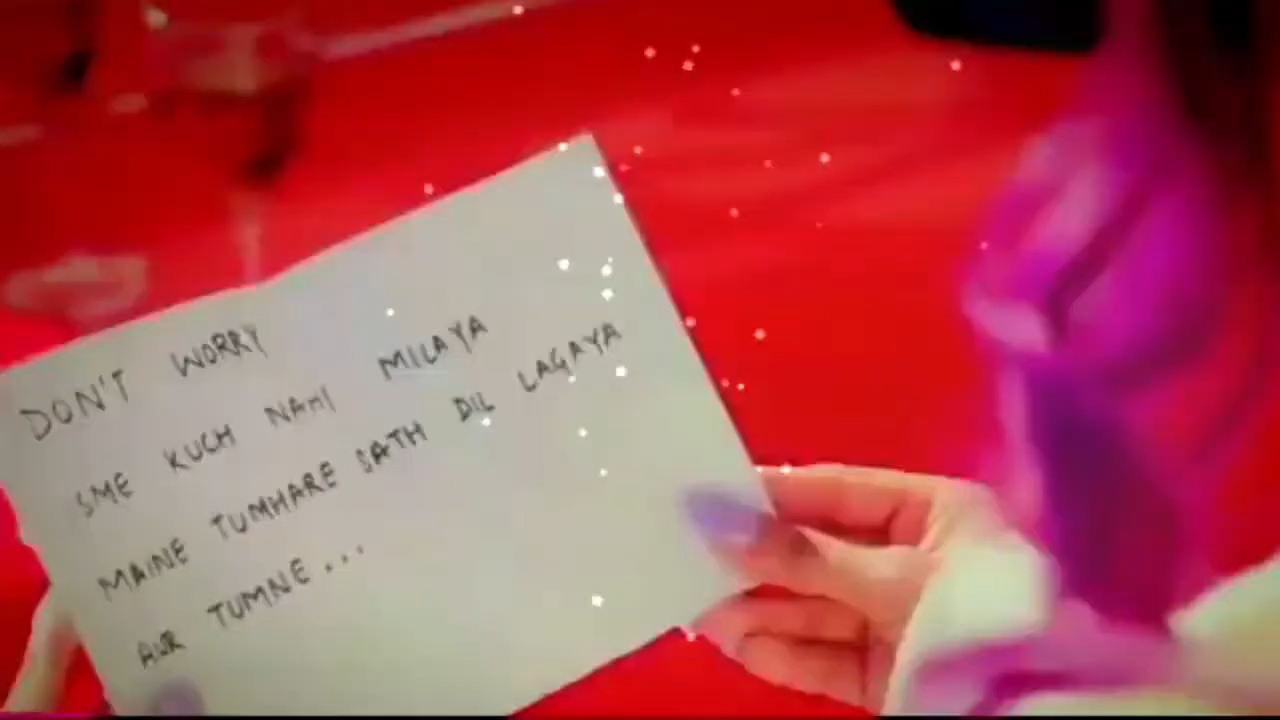 DON'T WORRY
SME KUCH NAHI MILAYA
MAINE TUMHARE SATH DIL LAGAYA
AUR TUMNE...